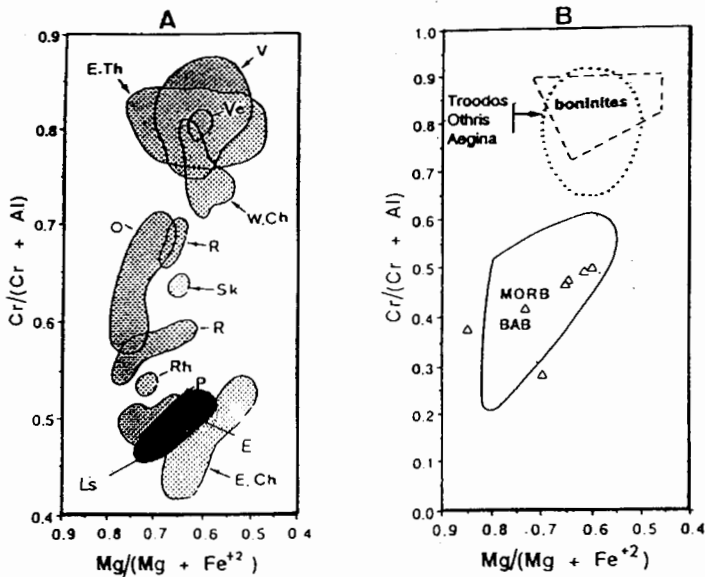 A
Cr/(Cr + Al)
0.9
0.8
0.7
0.6
0.5
0.4
E.Th
V
Ve
W.Ch
O
R
Sk
R
Rh
P
E
Ls
E.Ch
0.9
0.8
0.7
0.6
0.5
0.4
Mg/(Mg + Fe+2)
B
Cr/(Cr + Al)
1.0
0.9
0.8
0.7
0.6
0.5
0.4
0.3
0.2
0.1
0.0
Troodos
Othris
Aegina
boninites
MORB
BAB
0.9
0.8
0.7
0.6
0.5
0.4
Mg/(Mg + Fe+2)